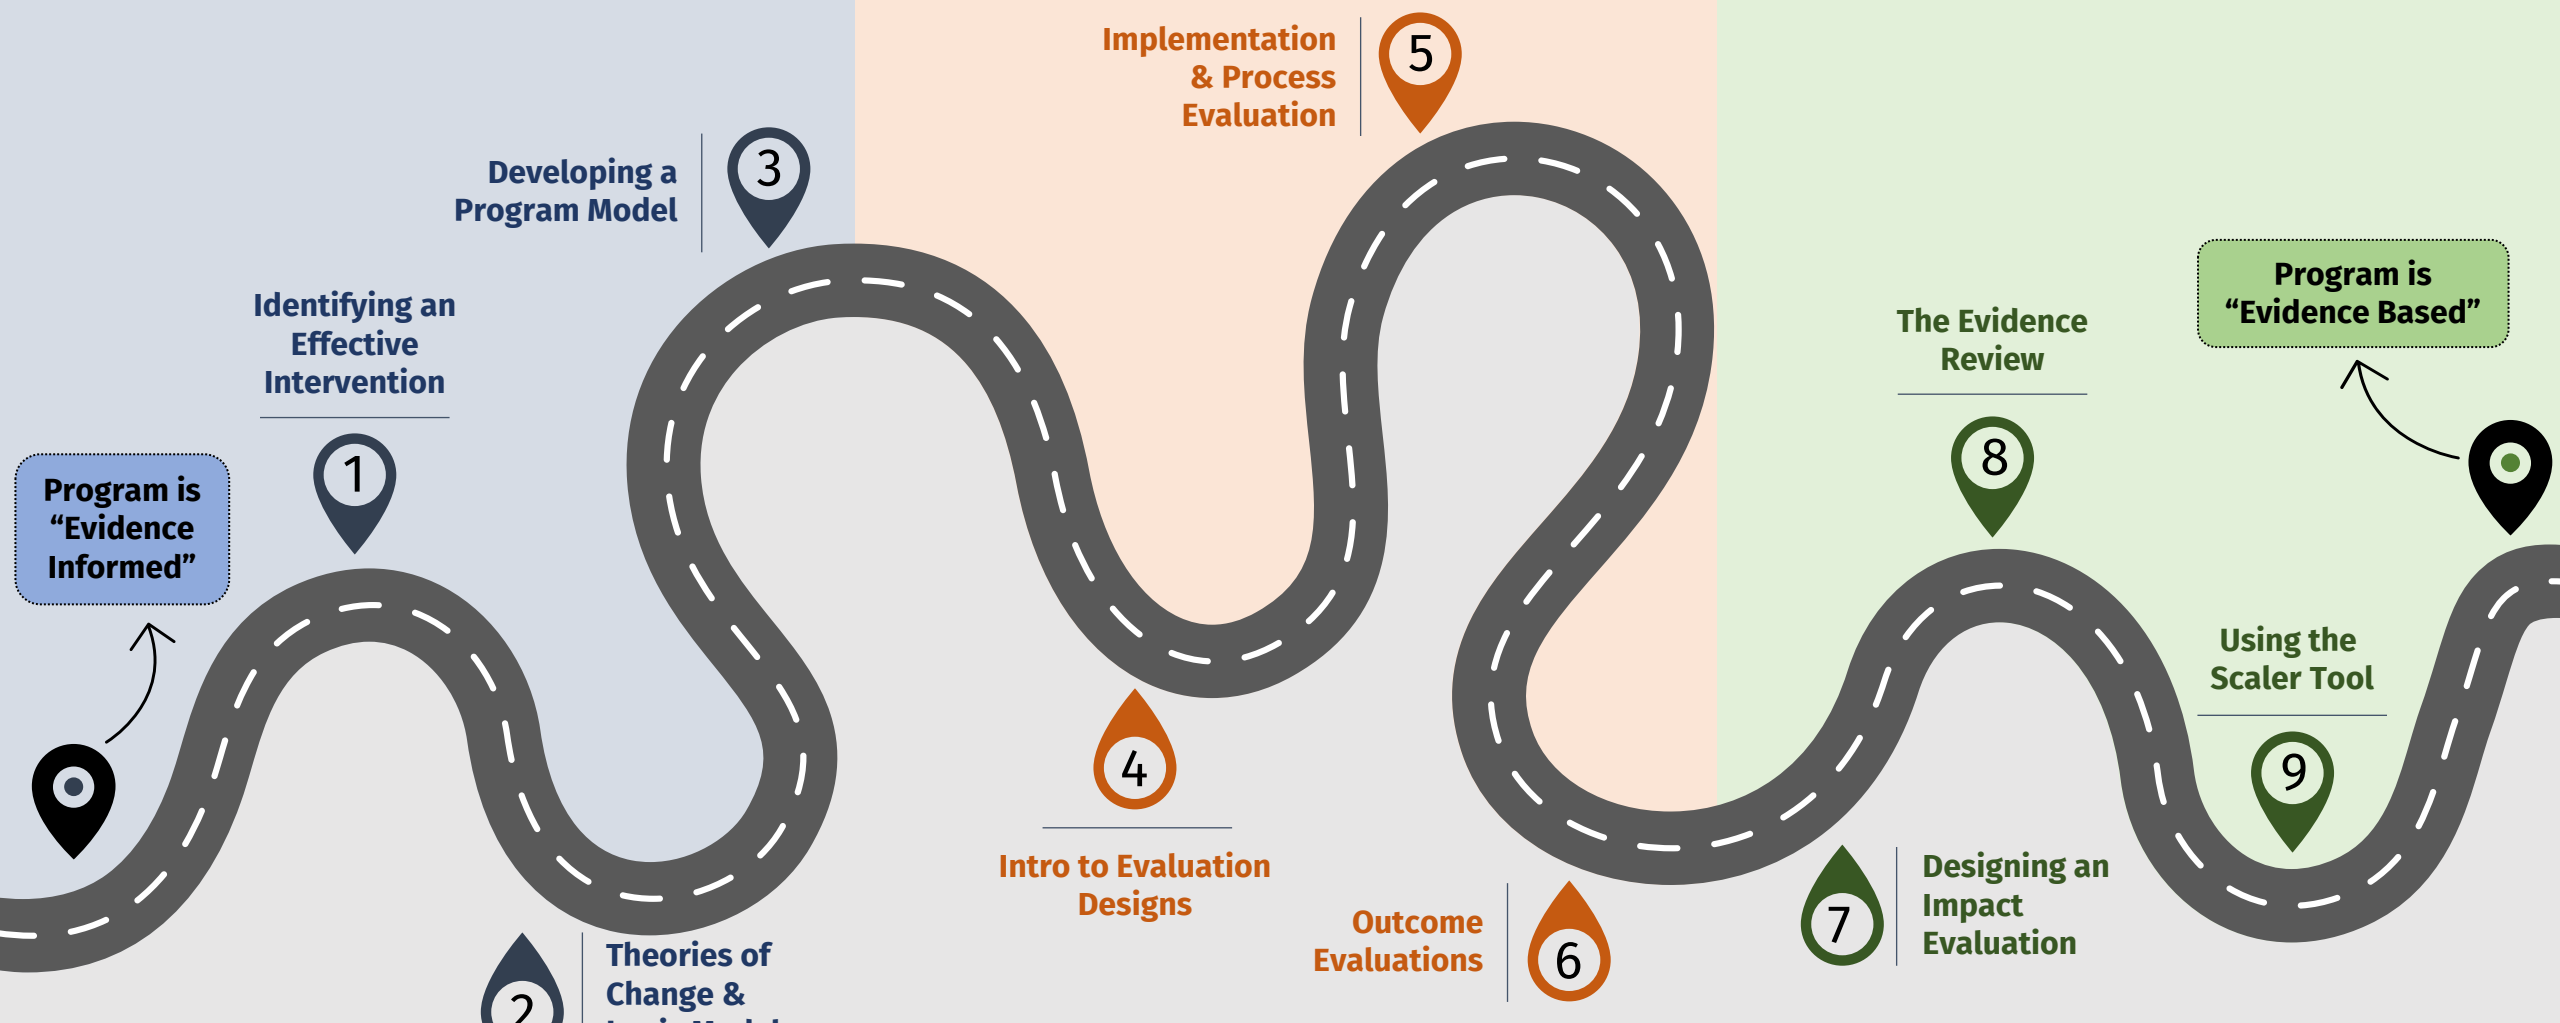 Program is
“Evidence
Informed”
Identifying an
Effective
Intervention
1
2
Theories of
Change &
Developing a
Program Model
3
4
Intro to Evaluation
Designs
Implementation
& Process
Evaluation
5
Outcome
Evaluations
6
7
Designing an
Impact
Evaluation
The Evidence
Review
8
Using the
Scaler Tool
9
Program is
“Evidence Based”